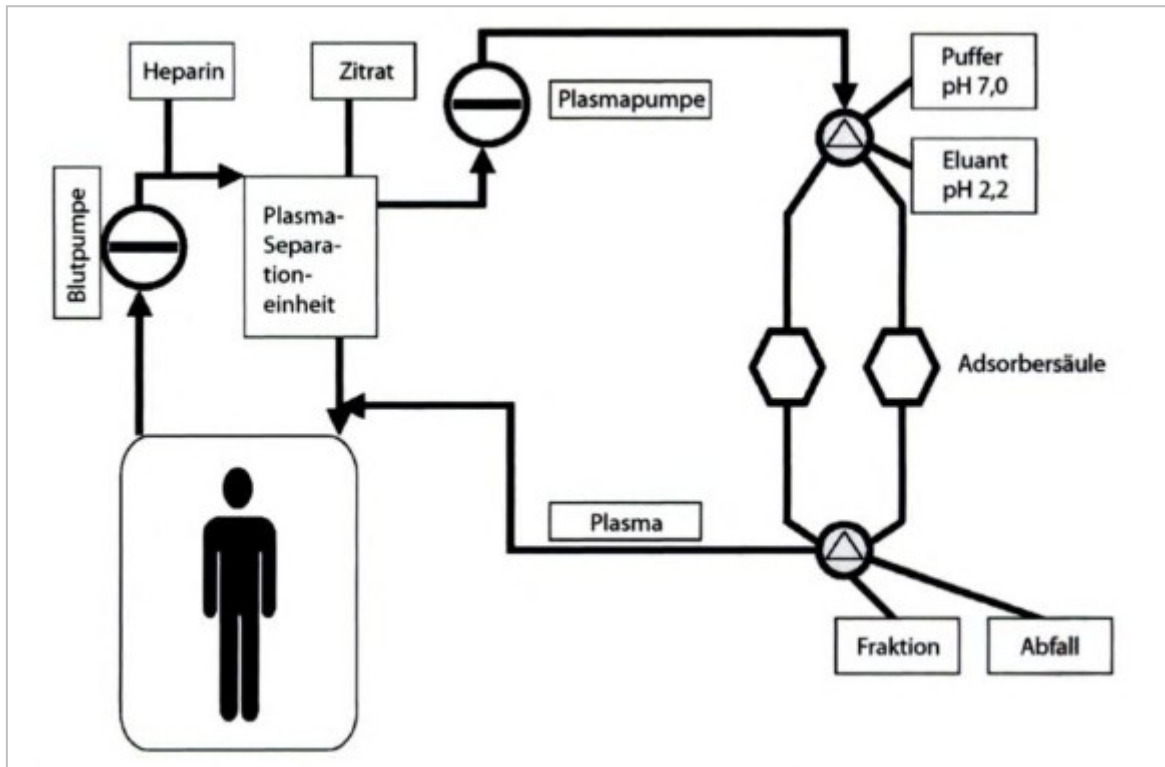 Heparin
Zitrat
Plasmapumpe
Puffer
pH 7,0
Eluant
pH 2,2
Blutpumpe
Plasma-
Separa-
tion-
einheit
Adsorbersäule
Plasma
Fraktion
Abfall